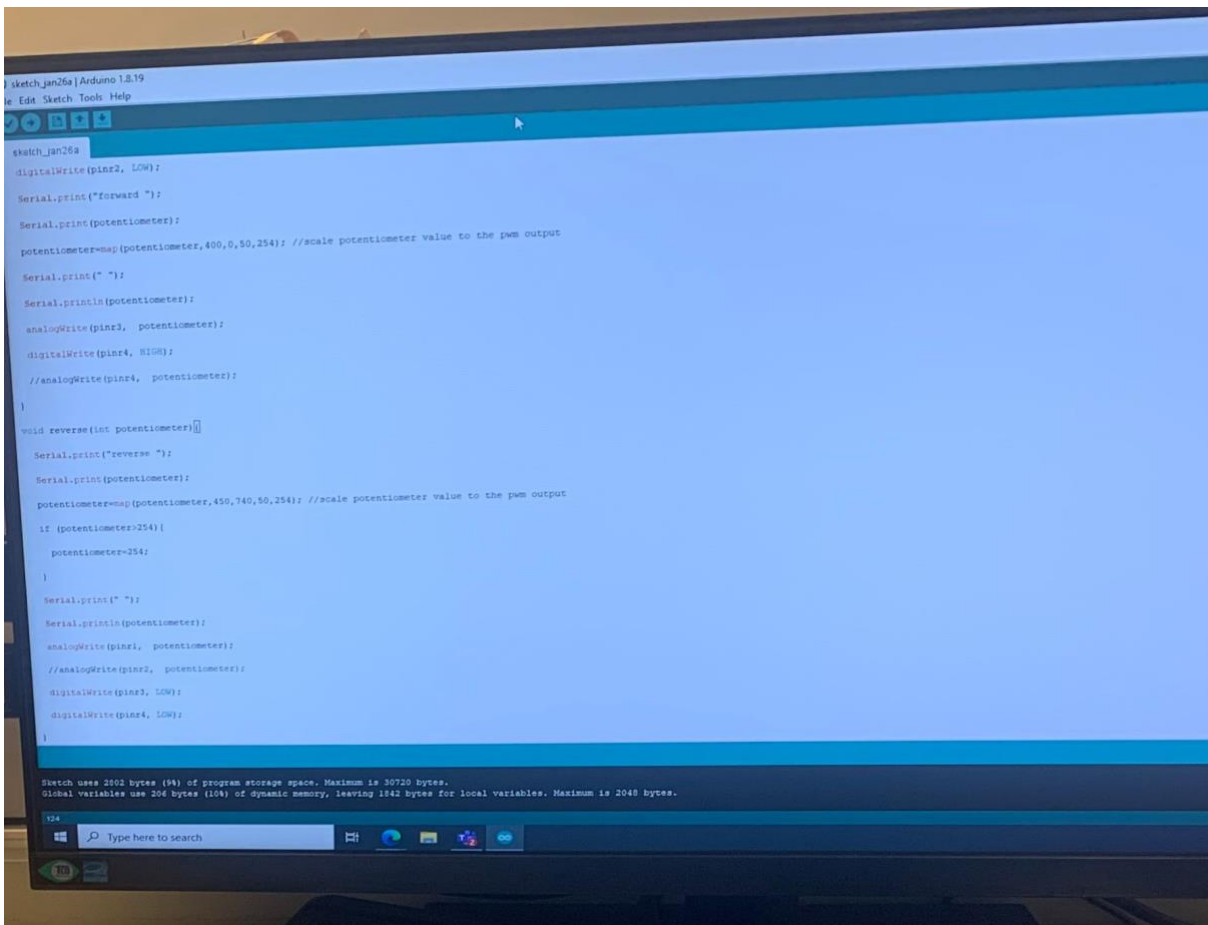 sketch_jan26a | Arduino 1.8.19
Edit Sketch Tools Help
sketch_jan26a
digitalWrite(pinr2, LOW);
Serial.print("forward ");
Serial.print(potentiometer);
potentiometer=map(potentiometer,400,0,50,254); //scale potentiometer value to the pwm output
Serial.print(" ");
Serial.println(potentiometer);
analogWrite(pinr3,  potentiometer);
digitalWrite(pinr4, HIGH);
//analogWrite(pinr4,  potentiometer);
}
void reverse(int potentiometer){
Serial.print("reverse ");
Serial.print(potentiometer);
potentiometer=map(potentiometer,450,740,50,254); //scale potentiometer value to the pwm output
if (potentiometer>254){
potentiometer=254;
}
Serial.print(" ");
Serial.println(potentiometer);
analogWrite(pinr1,  potentiometer);
//analogWrite(pinr2,  potentiometer);
digitalWrite(pinr3, LOW);
digitalWrite(pinr4, LOW);
}
Sketch uses 2802 bytes (9%) of program storage space. Maximum is 30720 bytes.
Global variables use 206 bytes (10%) of dynamic memory, leaving 1842 bytes for local variables. Maximum is 2048 bytes.
124
Type here to search